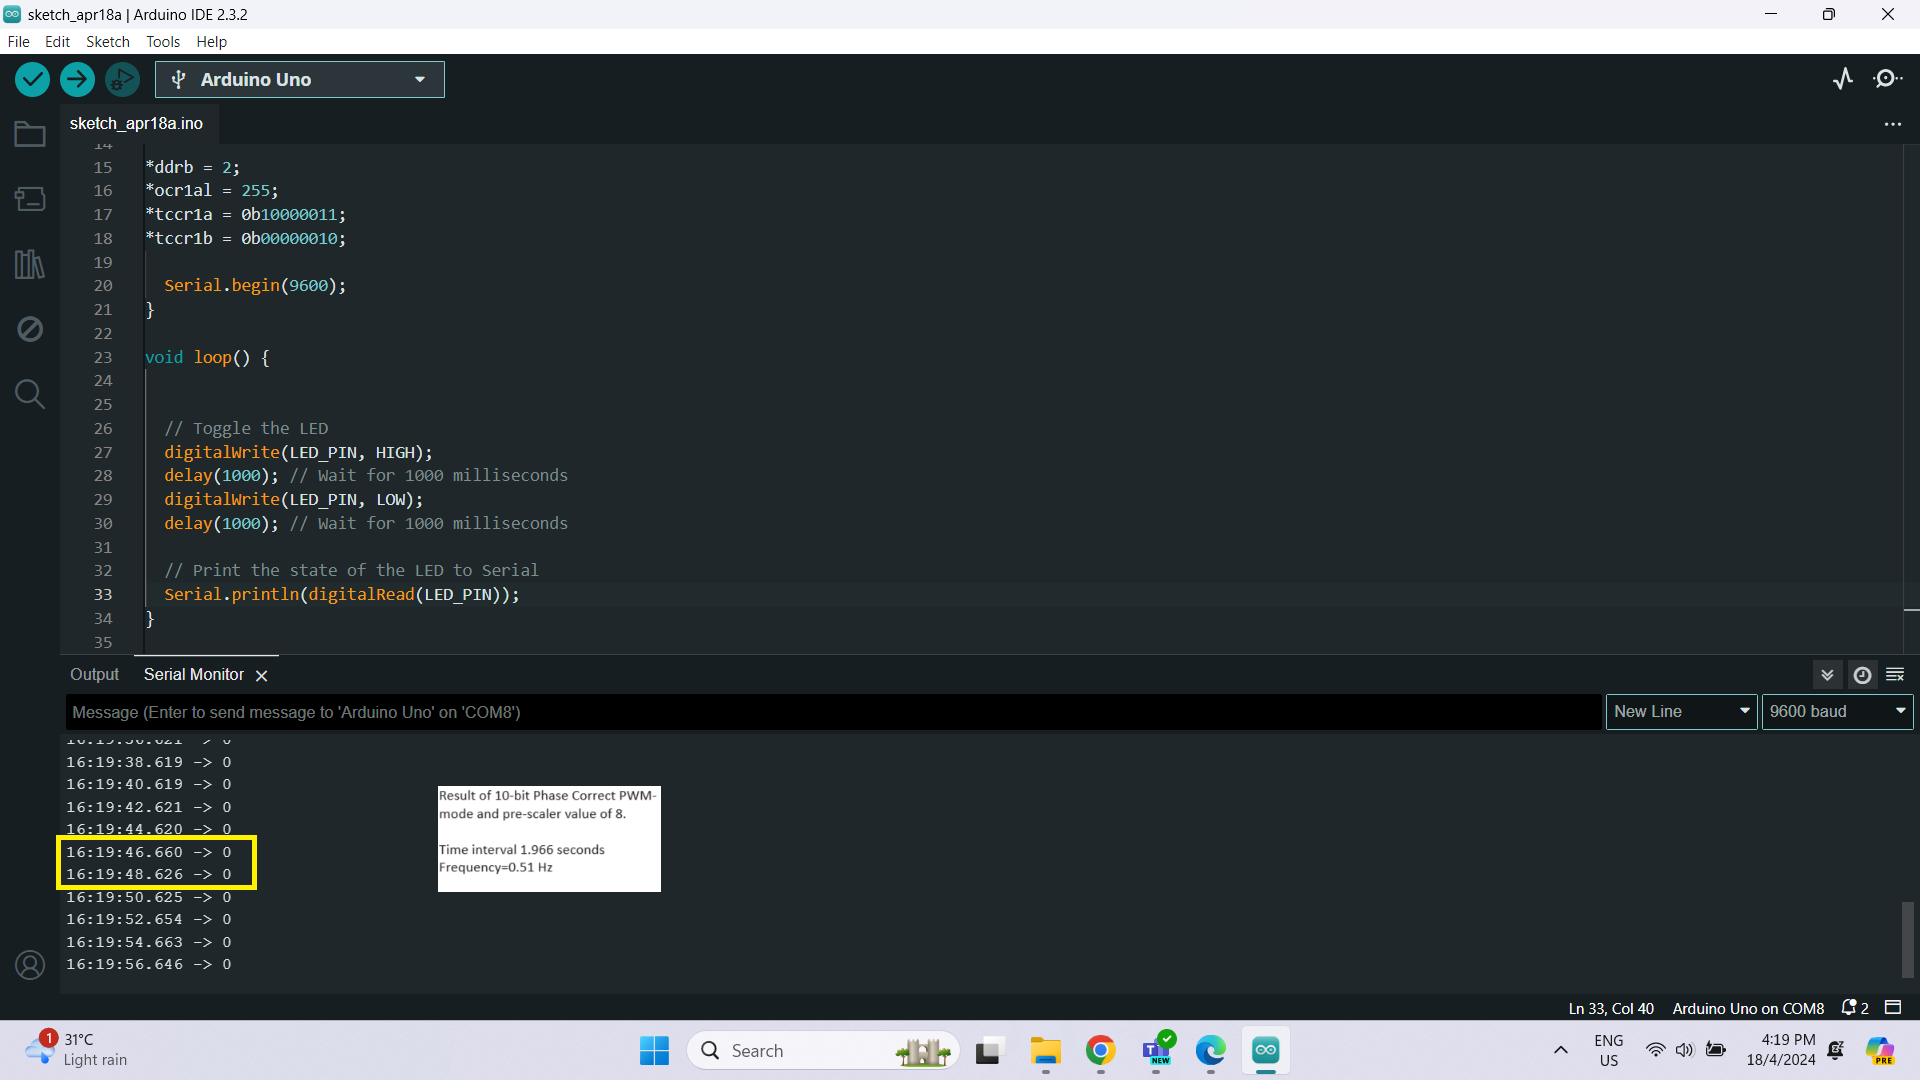 sketch_apr18a | Arduino IDE 2.3.2
File Edit Sketch Tools Help
Arduino Uno
sketch_apr18a.ino
14
15 *ddrb = 2;
16 *ocr1al = 255;
17 *tccr1a = 0b10000011;
18 *tccr1b = 0b00000010;
19
20 Serial.begin(9600);
21 }
22
23 void loop() {
24
25
26 // Toggle the LED
27 digitalWrite(LED_PIN, HIGH);
28 delay(1000); // Wait for 1000 milliseconds
29 digitalWrite(LED_PIN, LOW);
30 delay(1000); // Wait for 1000 milliseconds
31
32 // Print the state of the LED to Serial
33 Serial.println(digitalRead(LED_PIN));
34 }
35
Output Serial Monitor
Message (Enter to send message to 'Arduino Uno' on 'COM8')
New Line
9600 baud
16:19:36.621 -> 0
16:19:38.619 -> 0
16:19:40.619 -> 0
16:19:42.621 -> 0
16:19:44.620 -> 0
16:19:46.660 -> 0
16:19:48.626 -> 0
16:19:50.625 -> 0
16:19:52.654 -> 0
16:19:54.663 -> 0
16:19:56.646 -> 0
Result of 10-bit Phase Correct PWM-
mode and pre-scaler value of 8.
Time interval 1.966 seconds
Frequency=0.51 Hz
Ln 33, Col 40 Arduino Uno on COM8 2
1
31°C
Light rain
Search
NEW
ENG
US
4:19 PM
18/4/2024
PRE